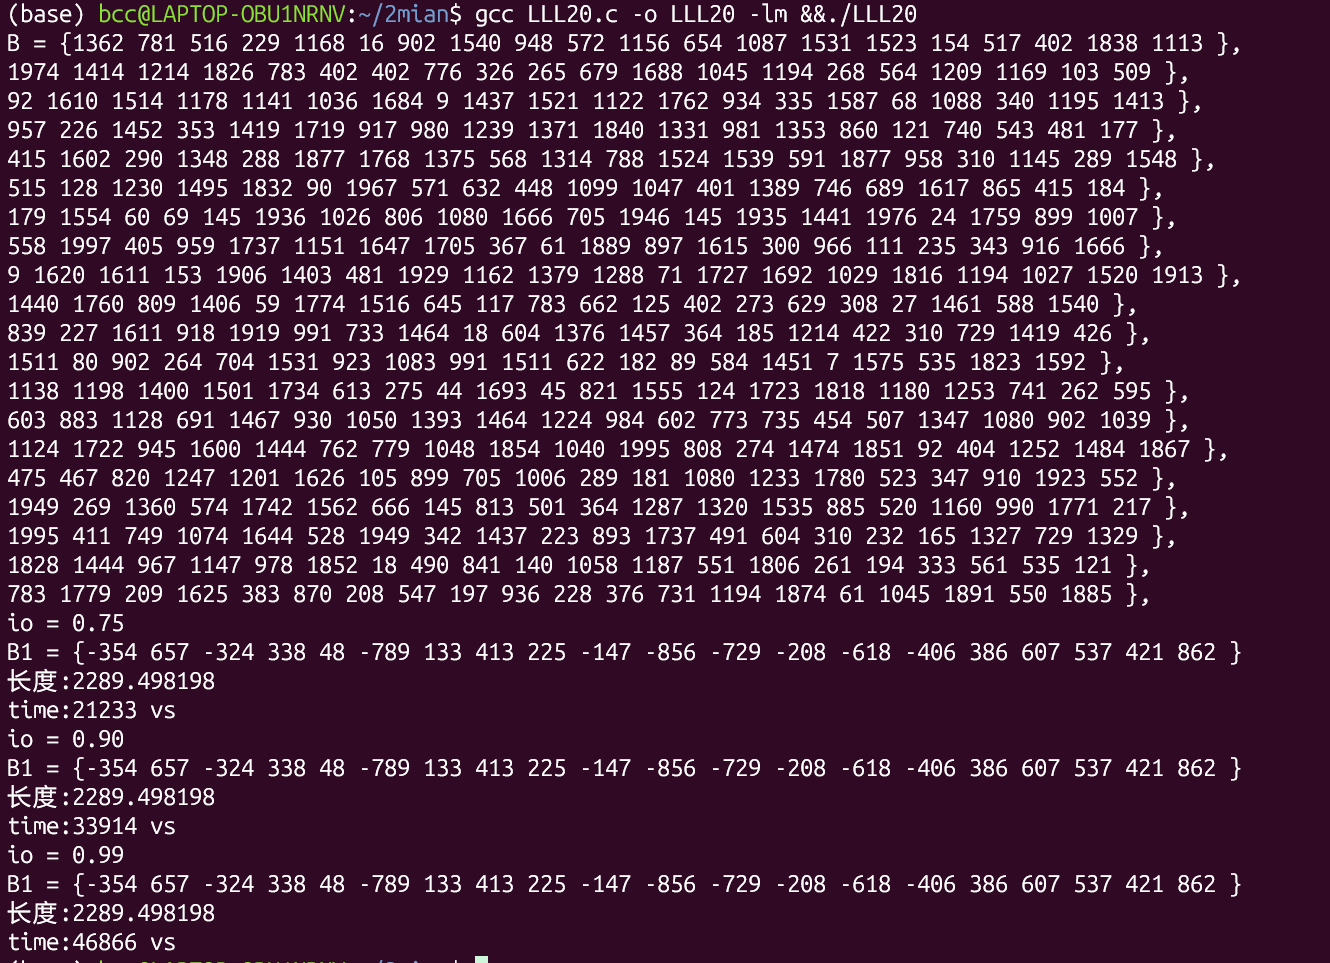 (base) bcc@LAPTOP-OBU1NRNV:~/2mian$ gcc LLL20.c -o LLL20 -lm &&./LLL20
B = {1362 781 516 229 1168 16 902 1540 948 572 1156 654 1087 1531 1523 154 517 402 1838 1113 },
1974 1414 1214 1826 783 402 402 776 326 265 679 1688 1045 1194 268 564 1209 1169 103 509 },
92 1610 1514 1178 1141 1036 1684 9 1437 1521 1122 1762 934 335 1587 68 1088 340 1195 1413 },
957 226 1452 353 1419 1719 917 980 1239 1371 1840 1331 981 1353 860 121 740 543 481 177 },
415 1602 290 1348 288 1877 1768 1375 568 1314 788 1524 1539 591 1877 958 310 1145 289 1548 },
515 128 1230 1495 1832 90 1967 571 632 448 1099 1047 401 1389 746 689 1617 865 415 184 },
179 1554 60 69 145 1936 1026 806 1080 1666 705 1946 145 1935 1441 1976 24 1759 899 1007 },
558 1997 405 959 1737 1151 1647 1705 367 61 1889 897 1615 300 966 111 235 343 916 1666 },
9 1620 1611 153 1906 1403 481 1929 1162 1379 1288 71 1727 1692 1029 1816 1194 1027 1520 1913 },
1440 1760 809 1406 59 1774 1516 645 117 783 662 125 402 273 629 308 27 1461 588 1540 },
839 227 1611 918 1919 991 733 1464 18 604 1376 1457 364 185 1214 422 310 729 1419 426 },
1511 80 902 264 704 1531 923 1083 991 1511 622 182 89 584 1451 7 1575 535 1823 1592 },
1138 1198 1400 1501 1734 613 275 44 1693 45 821 1555 124 1723 1818 1180 1253 741 262 595 },
603 883 1128 691 1467 930 1050 1393 1464 1224 984 602 773 735 454 507 1347 1080 902 1039 },
1124 1722 945 1600 1444 762 779 1048 1854 1040 1995 808 274 1474 1851 92 404 1252 1484 1867 },
475 467 820 1247 1201 1626 105 899 705 1006 289 181 1080 1233 1780 523 347 910 1923 552 },
1949 269 1360 574 1742 1562 666 145 813 501 364 1287 1320 1535 885 520 1160 990 1771 217 },
1995 411 749 1074 1644 528 1949 342 1437 223 893 1737 491 604 310 232 165 1327 729 1329 },
1828 1444 967 1147 978 1852 18 490 841 140 1058 1187 551 1806 261 194 333 561 535 121 },
783 1779 209 1625 383 870 208 547 197 936 228 376 731 1194 1874 61 1045 1891 550 1885 },
io = 0.75
B1 = {-354 657 -324 338 48 -789 133 413 225 -147 -856 -729 -208 -618 -406 386 607 537 421 862 }
长度:2289.498198
time:21233 vs
io = 0.90
B1 = {-354 657 -324 338 48 -789 133 413 225 -147 -856 -729 -208 -618 -406 386 607 537 421 862 }
长度:2289.498198
time:33914 vs
io = 0.99
B1 = {-354 657 -324 338 48 -789 133 413 225 -147 -856 -729 -208 -618 -406 386 607 537 421 862 }
长度:2289.498198
time:46866 vs